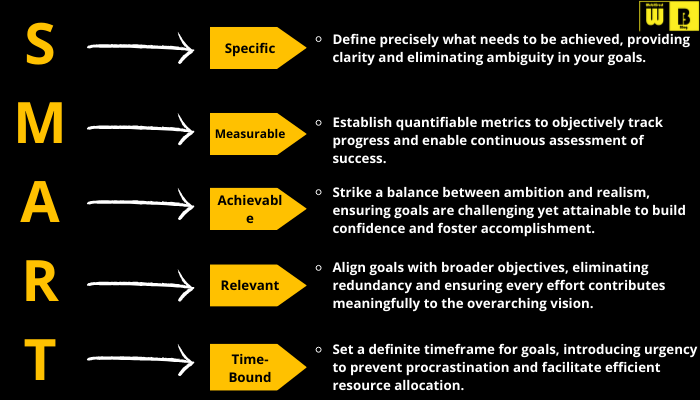 W
B
Blog
S
Specific
Define precisely what needs to be achieved, providing
clarity and eliminating ambiguity in your goals.
M
Measurable
Establish quantifiable metrics to objectively track
progress and enable continuous assessment of
success.
A
Achievabl
e
Strike a balance between ambition and realism,
ensuring goals are challenging yet attainable to build
confidence and foster accomplishment.
R
Relevant
Align goals with broader objectives, eliminating
redundancy and ensuring every effort contributes
meaningfully to the overarching vision.
T
Time-
Bound
Set a definite timeframe for goals, introducing urgency
to prevent procrastination and facilitate efficient
resource allocation.